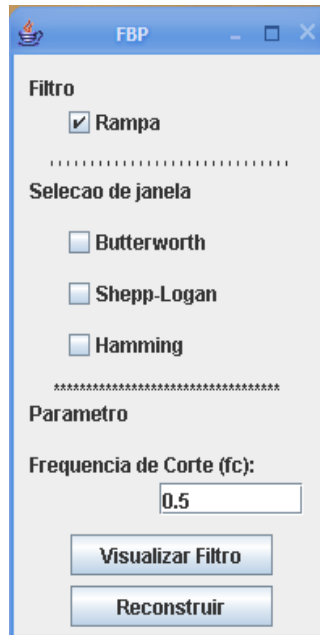 FBP
Filtro
Rampa
Selecao de janela
Butterworth
Shepp-Logan
Hamming
************************************
Parametro
Frequencia de Corte (fc):
0.5
Visualizar Filtro
Reconstruir